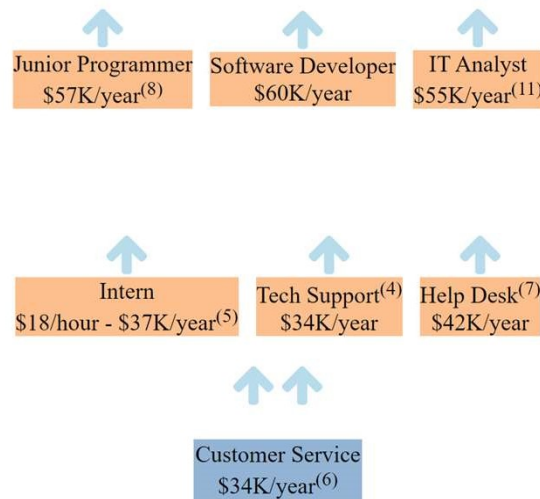 Junior Programmer
$57K/year(8)
Software Developer
$60K/year
IT Analyst
$55K/year(11)
Intern
$18/hour - $37K/year(5)
Tech Support(4)
$34K/year
Help Desk(7)
$42K/year
Customer Service
$34K/year(6)